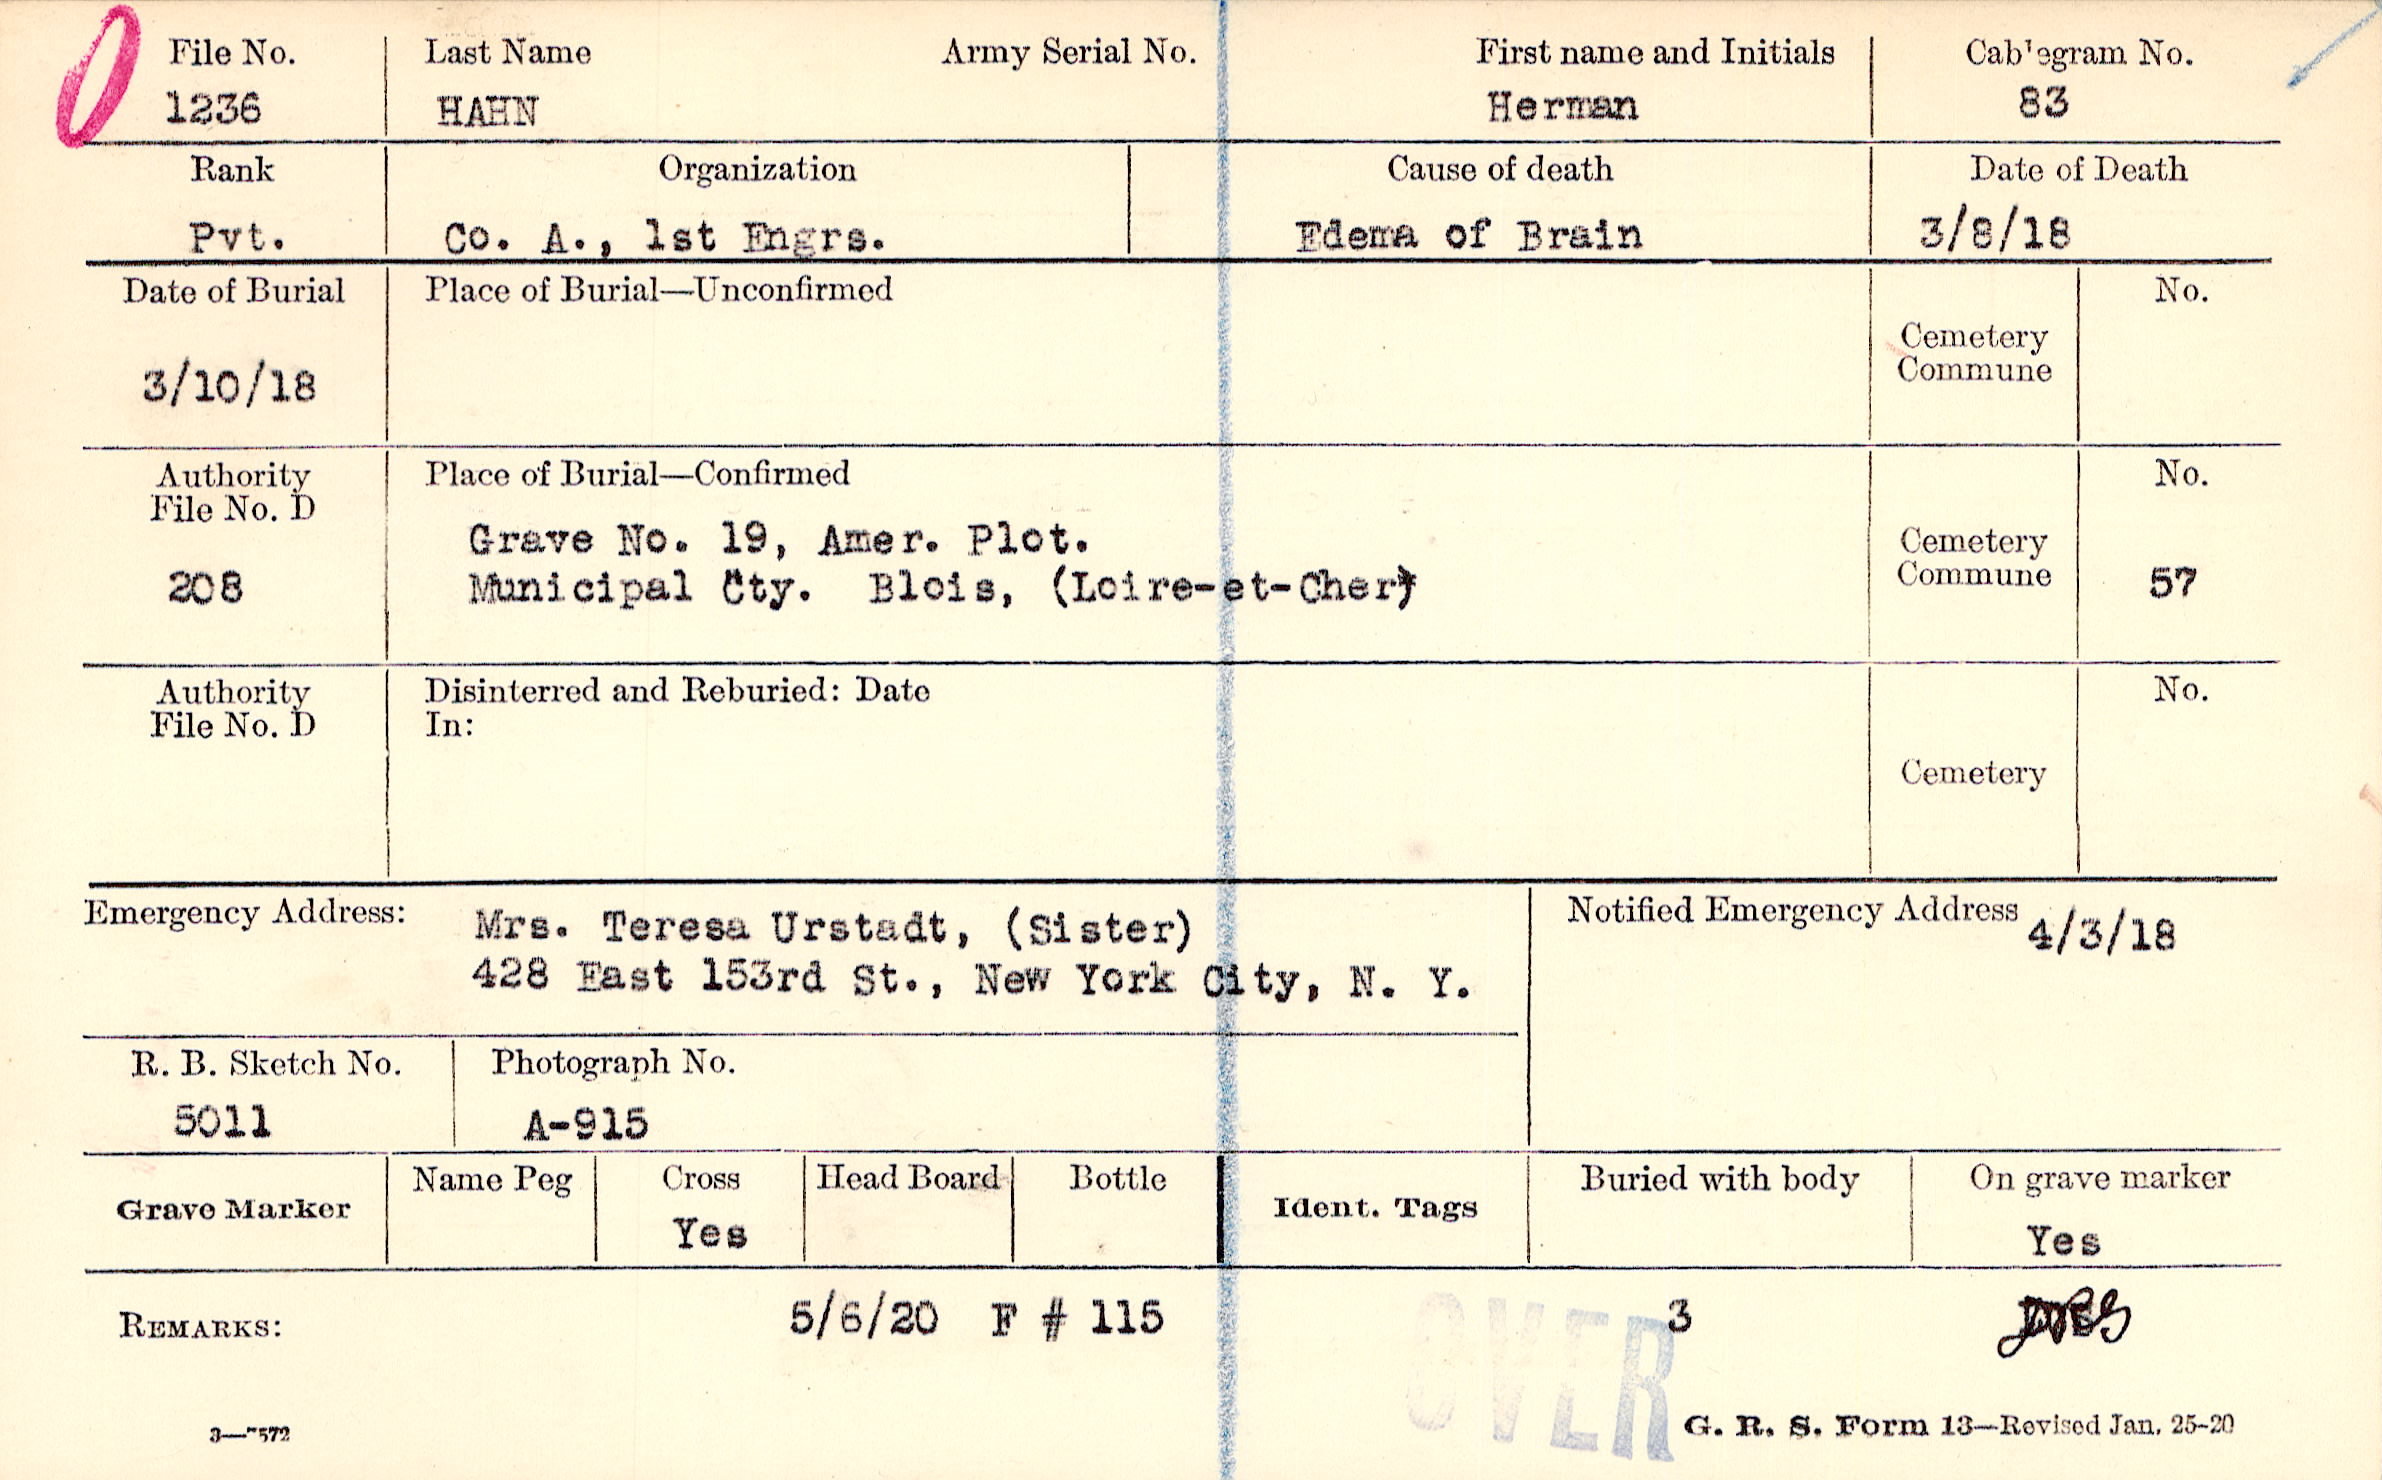 File No. Last Name Army Serial No. First name and Initials Cab'egram No.
1236 HAHN Herman 83
Rank Organization Cause of death Date of Death
Pvt. Co. A., 1st Engrs. Edema of Brain 3/8/18
Date of Burial Place of Burial—Unconfirmed No.
Cemetery
Commune
3/10/18
Authority Place of Burial—Confirmed No.
File No. D
Grave No. 19, Amer. Plot. Cemetery
208 Municipal Cty. Blois, (Loire-et-Cher) Commune 57
Authority Disinterred and Reburied: Date No.
File No. D In:
Cemetery
Emergency Address: Mrs. Teresa Urstadt, (Sister) Notified Emergency Address 4/3/18
428 East 153rd St., New York City, N. Y.
R. B. Sketch No. Photograph No.
5011 A-915
Grave Marker Name Peg Cross Head Board Bottle Ident. Tags Buried with body On grave marker
Yes Yes
REMARKS: 5/6/20 F # 115 3
OVER
3—7572 G. R. S. Form 13—Revised Jan. 25-20